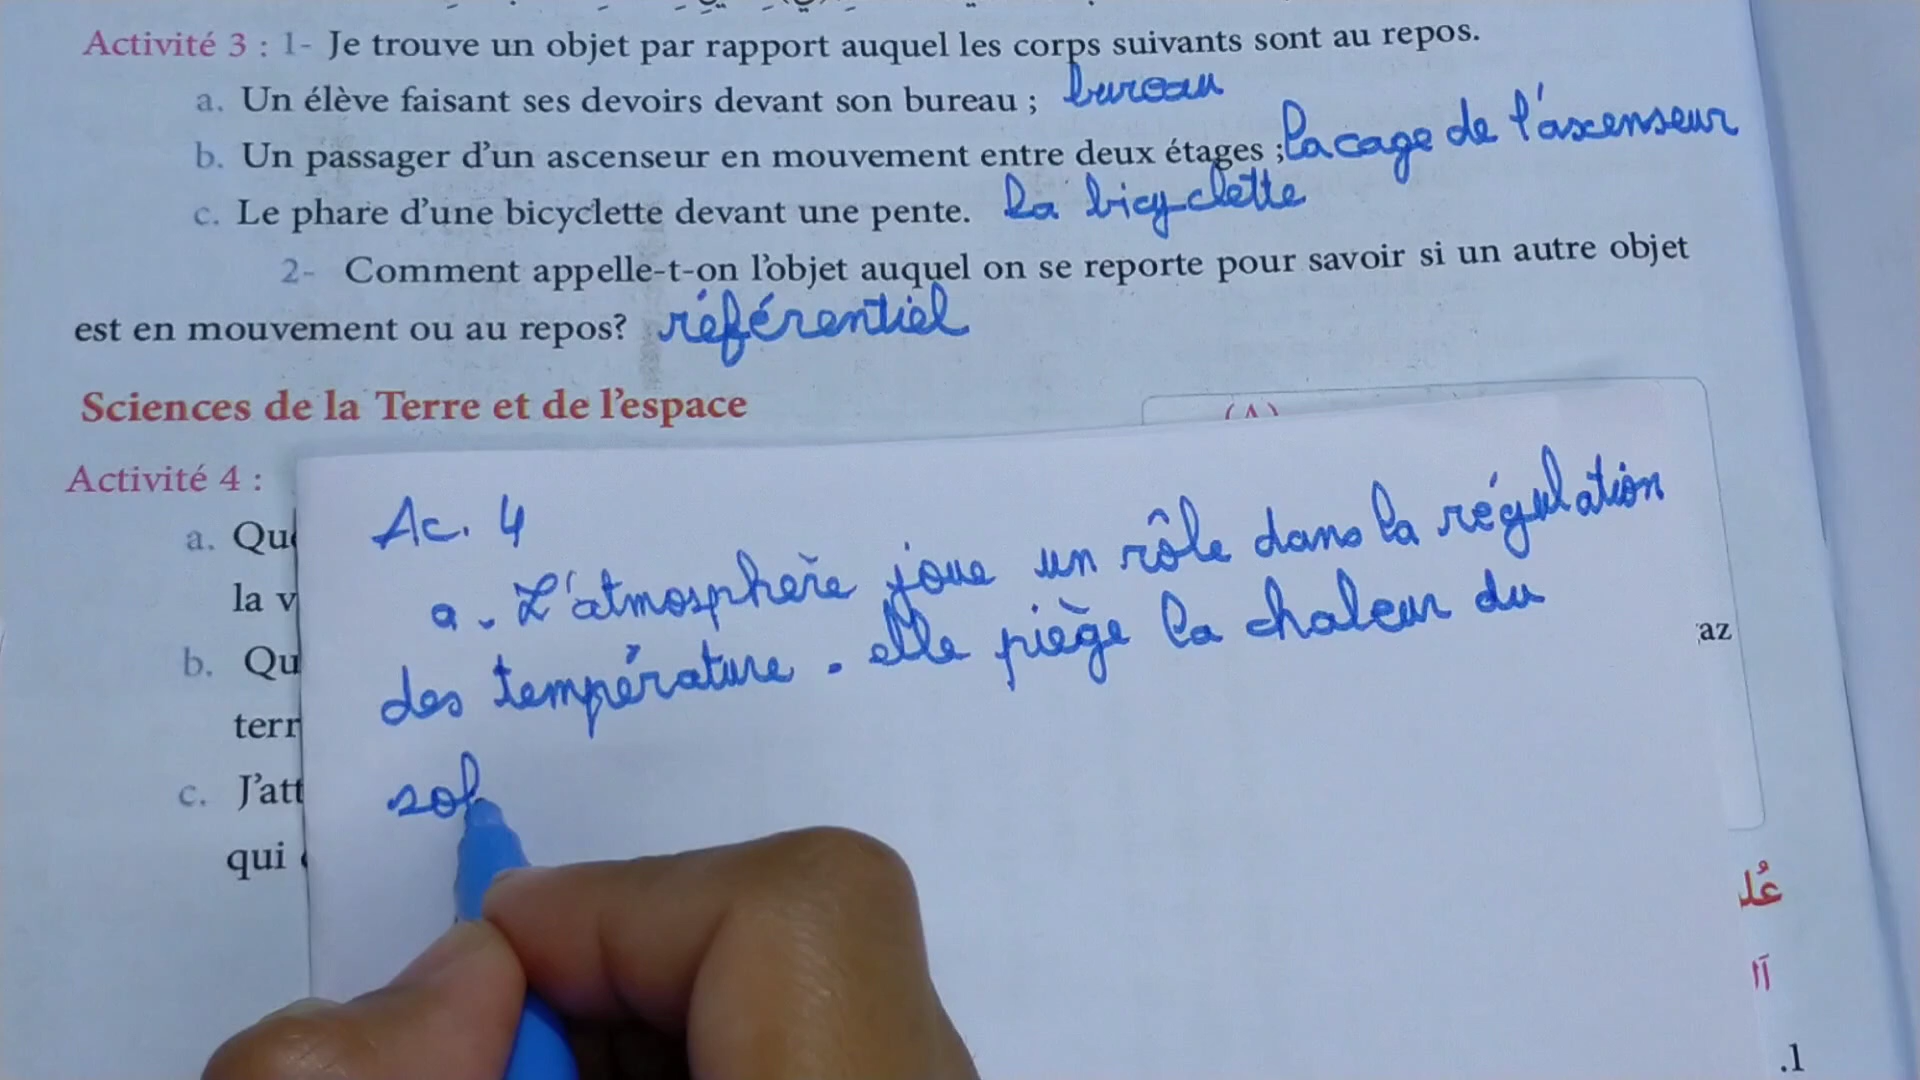 Activité 3 : 1- Je trouve un objet par rapport auquel les corps suivants sont au repos.
a. Un élève faisant ses devoirs devant son bureau ; bureau
b. Un passager d'un ascenseur en mouvement entre deux étages ; la cage de l'ascenseur
c. Le phare d'une bicyclette devant une pente. la bicyclette
2- Comment appelle-t-on l'objet auquel on se reporte pour savoir si un autre objet
est en mouvement ou au repos? référentiel
Sciences de la Terre et de l'espace
(٨)
Activité 4 :
Ac. 4
a. Qu
a. L'atmosphère joue un rôle dans la régulation
la v
des température. elle piège la chaleur du
az
b. Qu
terr
c. J'att
sol
qui
.1